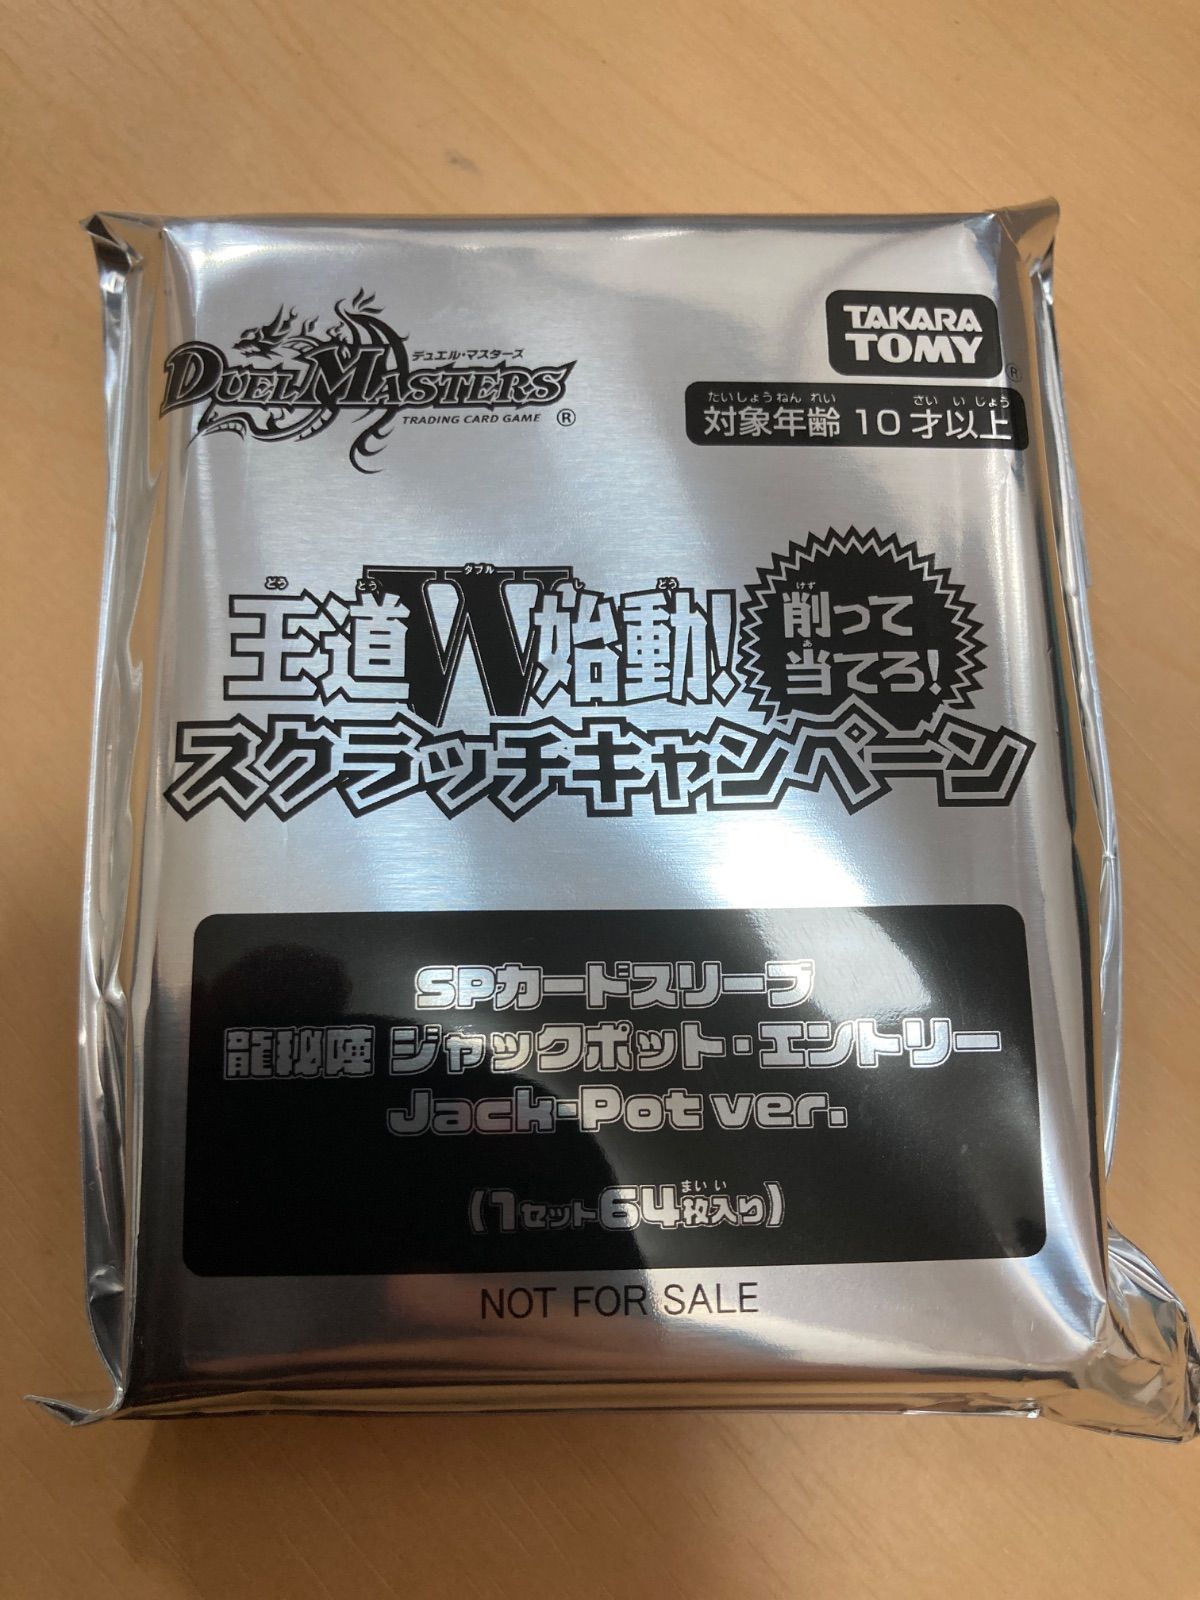 デュエル・マスターズ
DUEL MASTERS
TRADING CARD GAME ®
TAKARA
TOMY ®
たいしょうねんれい さいいじょう
対象年齢 10才以上
どう とう ダブル し どう
王道W始動!
けず
削って
あ
当てろ!
スクラッチキャンペーン
SPカードスリーブ
龍秘陣 ジャックポット・エントリー
Jack-Pot ver.
まいい
(1セット64枚入り)
NOT FOR SALE